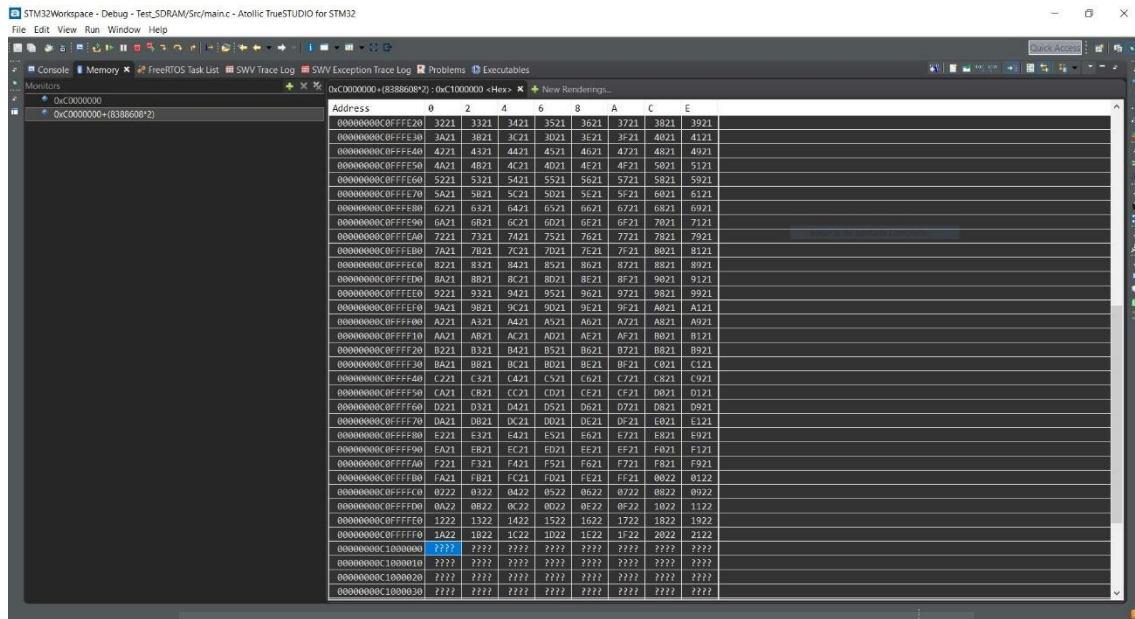 STM32Workspace - Debug - Test_SDRAM/Src/main.c - Atollic TrueSTUDIO for STM32
File Edit View Run Window Help
Quick Access
Console Memory FreeRTOS Task List SWV Trace Log SWV Exception Trace Log Problems Executables
Monitors
0xC0000000
0xC0000000+(8388608*2)
0xC0000000+(8388608*2) : 0xC1000000 <Hex> New Renderings...
Address 0 2 4 6 8 A C E
00000000C0FFFE20 3221 3321 3421 3521 3621 3721 3821 3921
00000000C0FFFE30 3A21 3B21 3C21 3D21 3E21 3F21 4021 4121
00000000C0FFFE40 4221 4321 4421 4521 4621 4721 4821 4921
00000000C0FFFE50 4A21 4B21 4C21 4D21 4E21 4F21 5021 5121
00000000C0FFFE60 5221 5321 5421 5521 5621 5721 5821 5921
00000000C0FFFE70 5A21 5B21 5C21 5D21 5E21 5F21 6021 6121
00000000C0FFFE80 6221 6321 6421 6521 6621 6721 6821 6921
00000000C0FFFE90 6A21 6B21 6C21 6D21 6E21 6F21 7021 7121
00000000C0FFFEA0 7221 7321 7421 7521 7621 7721 7821 7921
00000000C0FFFEB0 7A21 7B21 7C21 7D21 7E21 7F21 8021 8121
00000000C0FFFEC0 8221 8321 8421 8521 8621 8721 8821 8921
00000000C0FFFED0 8A21 8B21 8C21 8D21 8E21 8F21 9021 9121
00000000C0FFFEE0 9221 9321 9421 9521 9621 9721 9821 9921
00000000C0FFFEF0 9A21 9B21 9C21 9D21 9E21 9F21 A021 A121
00000000C0FFFF00 A221 A321 A421 A521 A621 A721 A821 A921
00000000C0FFFF10 AA21 AB21 AC21 AD21 AE21 AF21 B021 B121
00000000C0FFFF20 B221 B321 B421 B521 B621 B721 B821 B921
00000000C0FFFF30 BA21 BB21 BC21 BD21 BE21 BF21 C021 C121
00000000C0FFFF40 C221 C321 C421 C521 C621 C721 C821 C921
00000000C0FFFF50 CA21 CB21 CC21 CD21 CE21 CF21 D021 D121
00000000C0FFFF60 D221 D321 D421 D521 D621 D721 D821 D921
00000000C0FFFF70 DA21 DB21 DC21 DD21 DE21 DF21 E021 E121
00000000C0FFFF80 E221 E321 E421 E521 E621 E721 E821 E921
00000000C0FFFF90 EA21 EB21 EC21 ED21 EE21 EF21 F021 F121
00000000C0FFFFA0 F221 F321 F421 F521 F621 F721 F821 F921
00000000C0FFFFB0 FA21 FB21 FC21 FD21 FE21 FF21 0022 0122
00000000C0FFFFC0 0222 0322 0422 0522 0622 0722 0822 0922
00000000C0FFFFD0 0A22 0B22 0C22 0D22 0E22 0F22 1022 1122
00000000C0FFFFE0 1222 1322 1422 1522 1622 1722 1822 1922
00000000C0FFFFF0 1A22 1B22 1C22 1D22 1E22 1F22 2022 2122
00000000C1000000 ???? ???? ???? ???? ???? ???? ???? ????
00000000C1000010 ???? ???? ???? ???? ???? ???? ???? ????
00000000C1000020 ???? ???? ???? ???? ???? ???? ???? ????
00000000C1000030 ???? ???? ???? ???? ???? ???? ???? ????